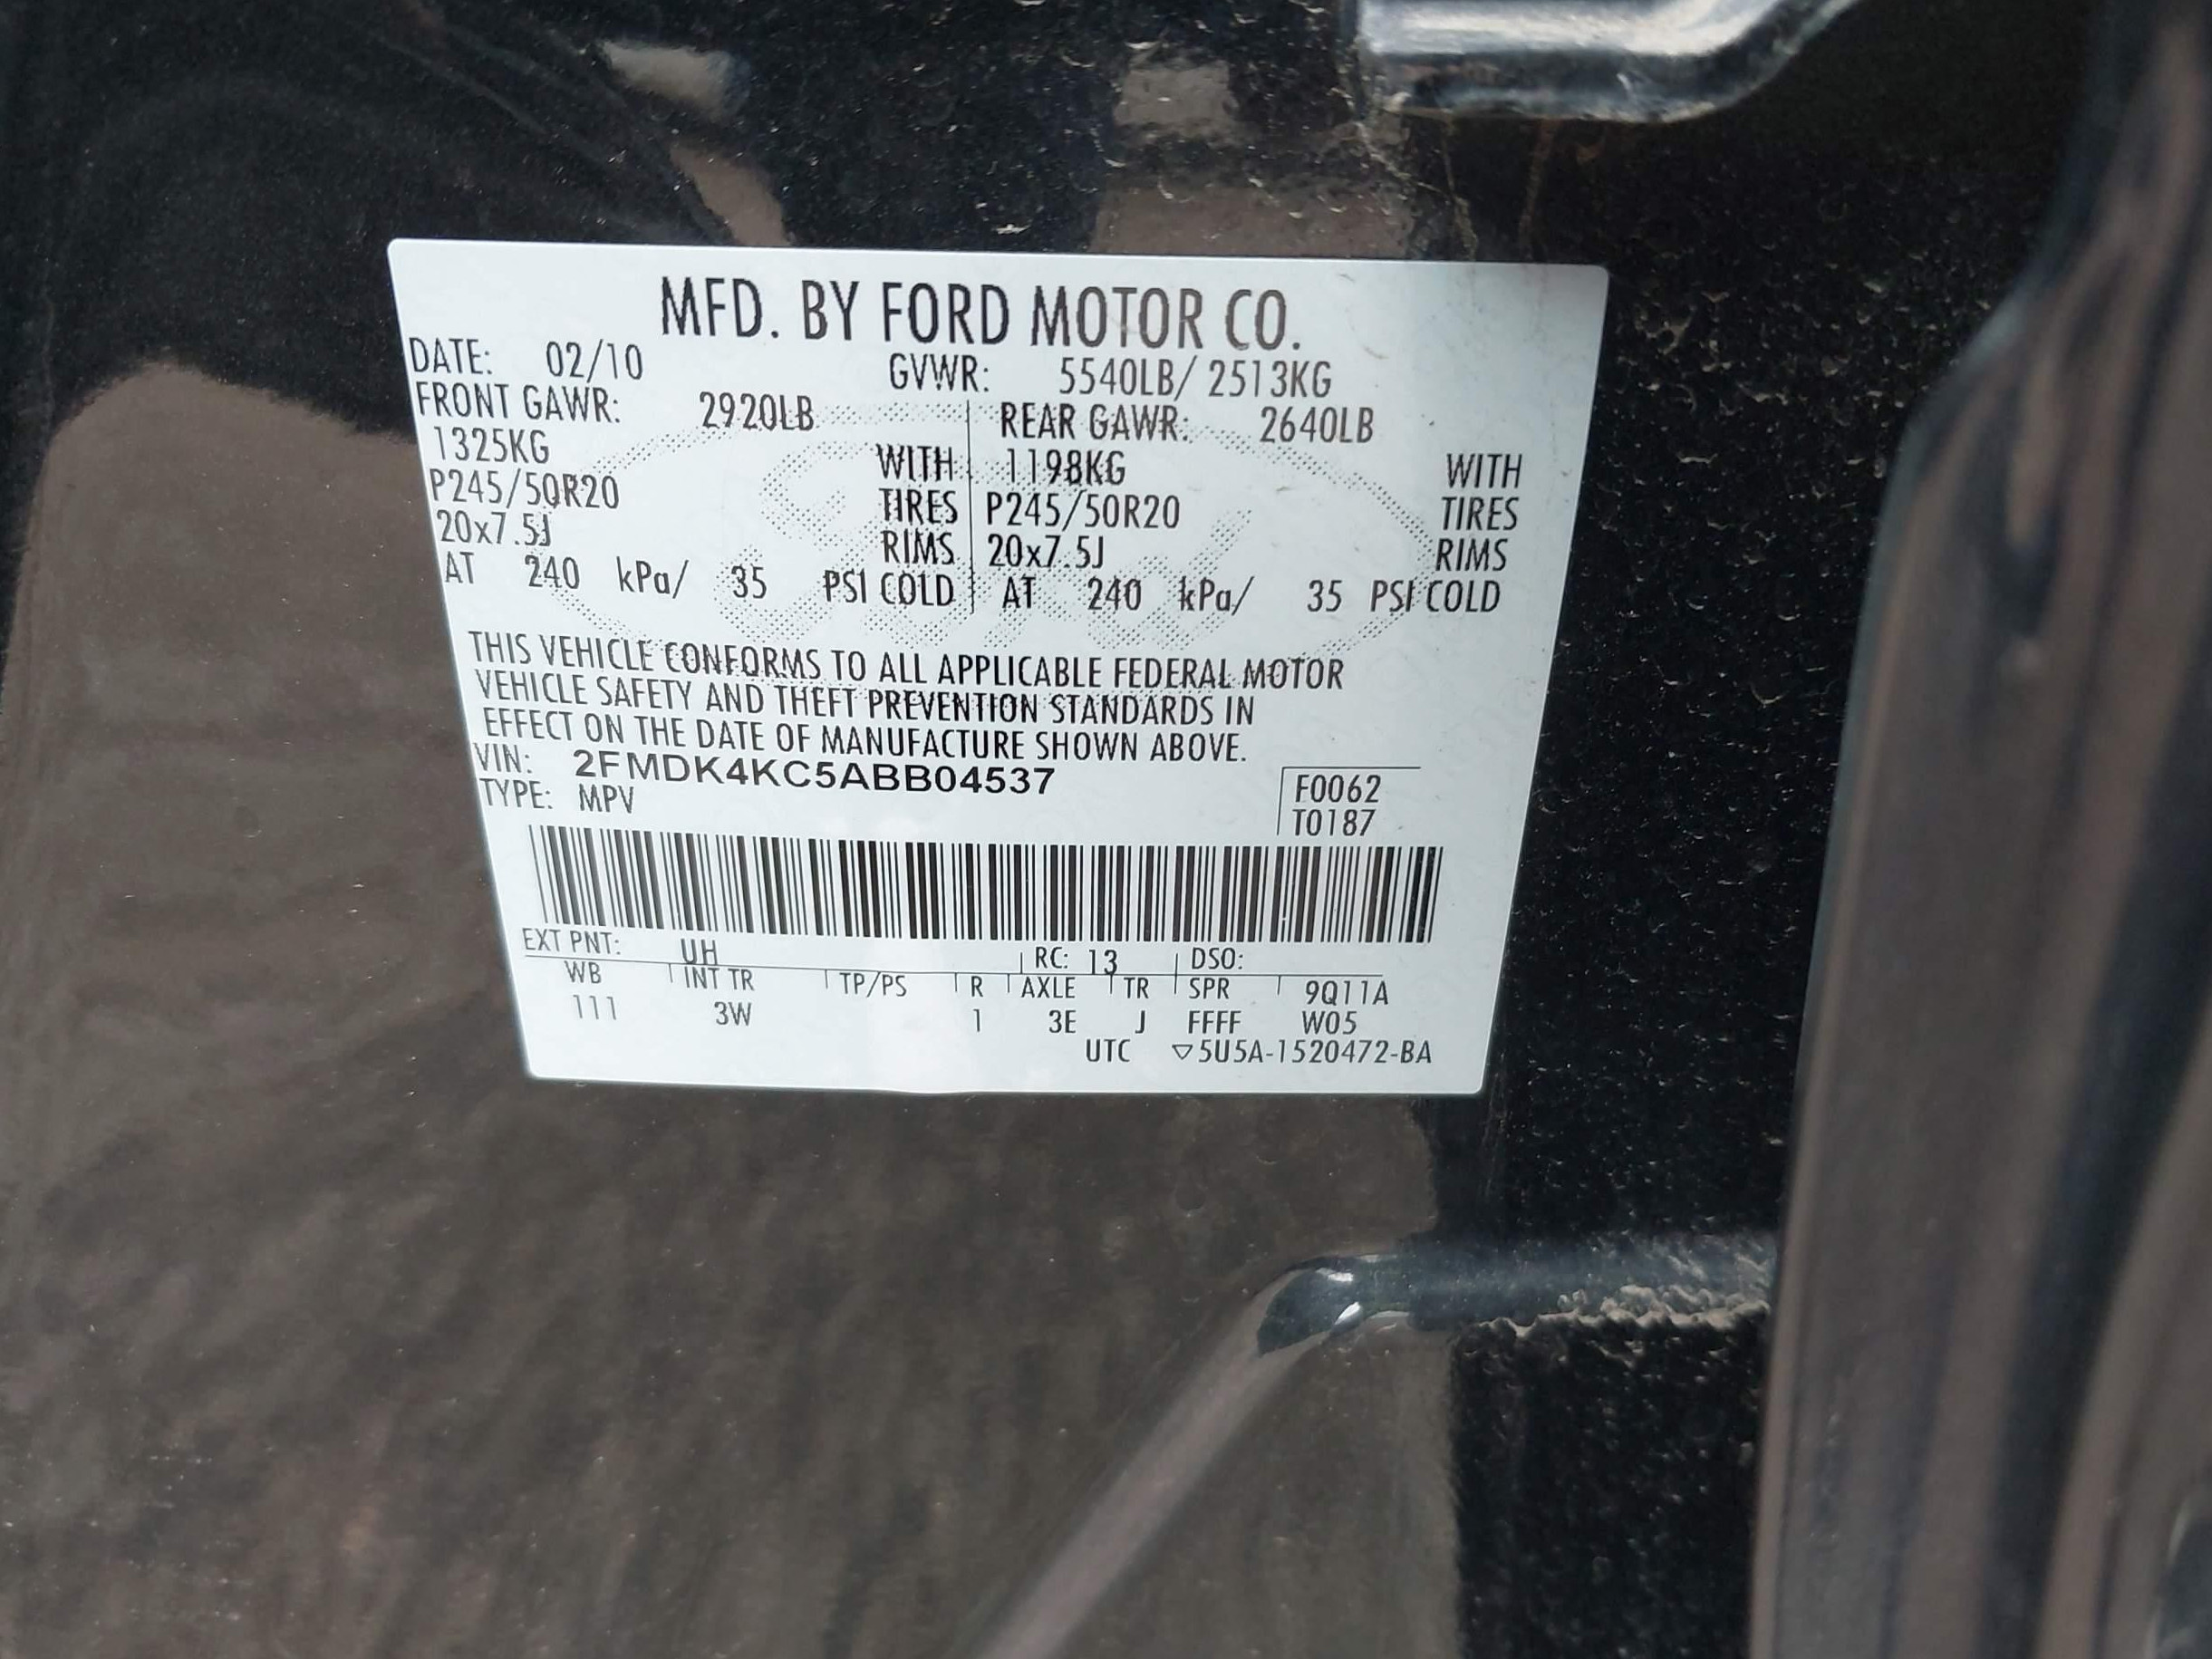 MFD. BY FORD MOTOR CO.
DATE: 02/10 GVWR: 5540LB/ 2513KG
FRONT GAWR: 2920LB REAR GAWR: 2640LB
1325KG WITH 1198KG WITH
P245/50R20 TIRES P245/50R20 TIRES
20x7.5J RIMS 20x7.5J RIMS
AT 240 kPa/ 35 PSI COLD AT 240 kPa/ 35 PSI COLD
THIS VEHICLE CONFORMS TO ALL APPLICABLE FEDERAL MOTOR
VEHICLE SAFETY AND THEFT PREVENTION STANDARDS IN
EFFECT ON THE DATE OF MANUFACTURE SHOWN ABOVE.
VIN: 2FMDK4KC5ABB04537 F0062
TYPE: MPV T0187
EXT PNT: UH RC: 13 DSO:
WB INT TR TP/PS R AXLE TR SPR 9Q11A
111 3W 1 3E J FFFF W05
UTC ▽5U5A-1520472-BA